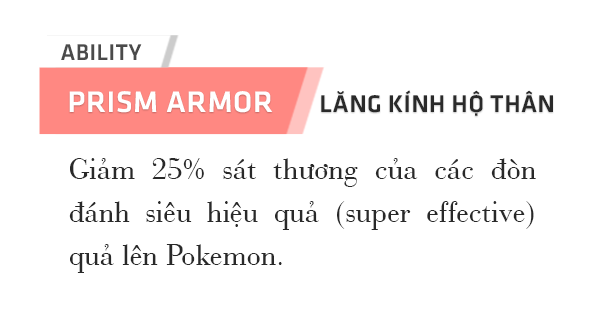 ABILITY
PRISM ARMOR LĂNG KÍNH HỘ THÂN
Giảm 25% sát thương của các đòn
đánh siêu hiệu quả (super effective)
quả lên Pokemon.